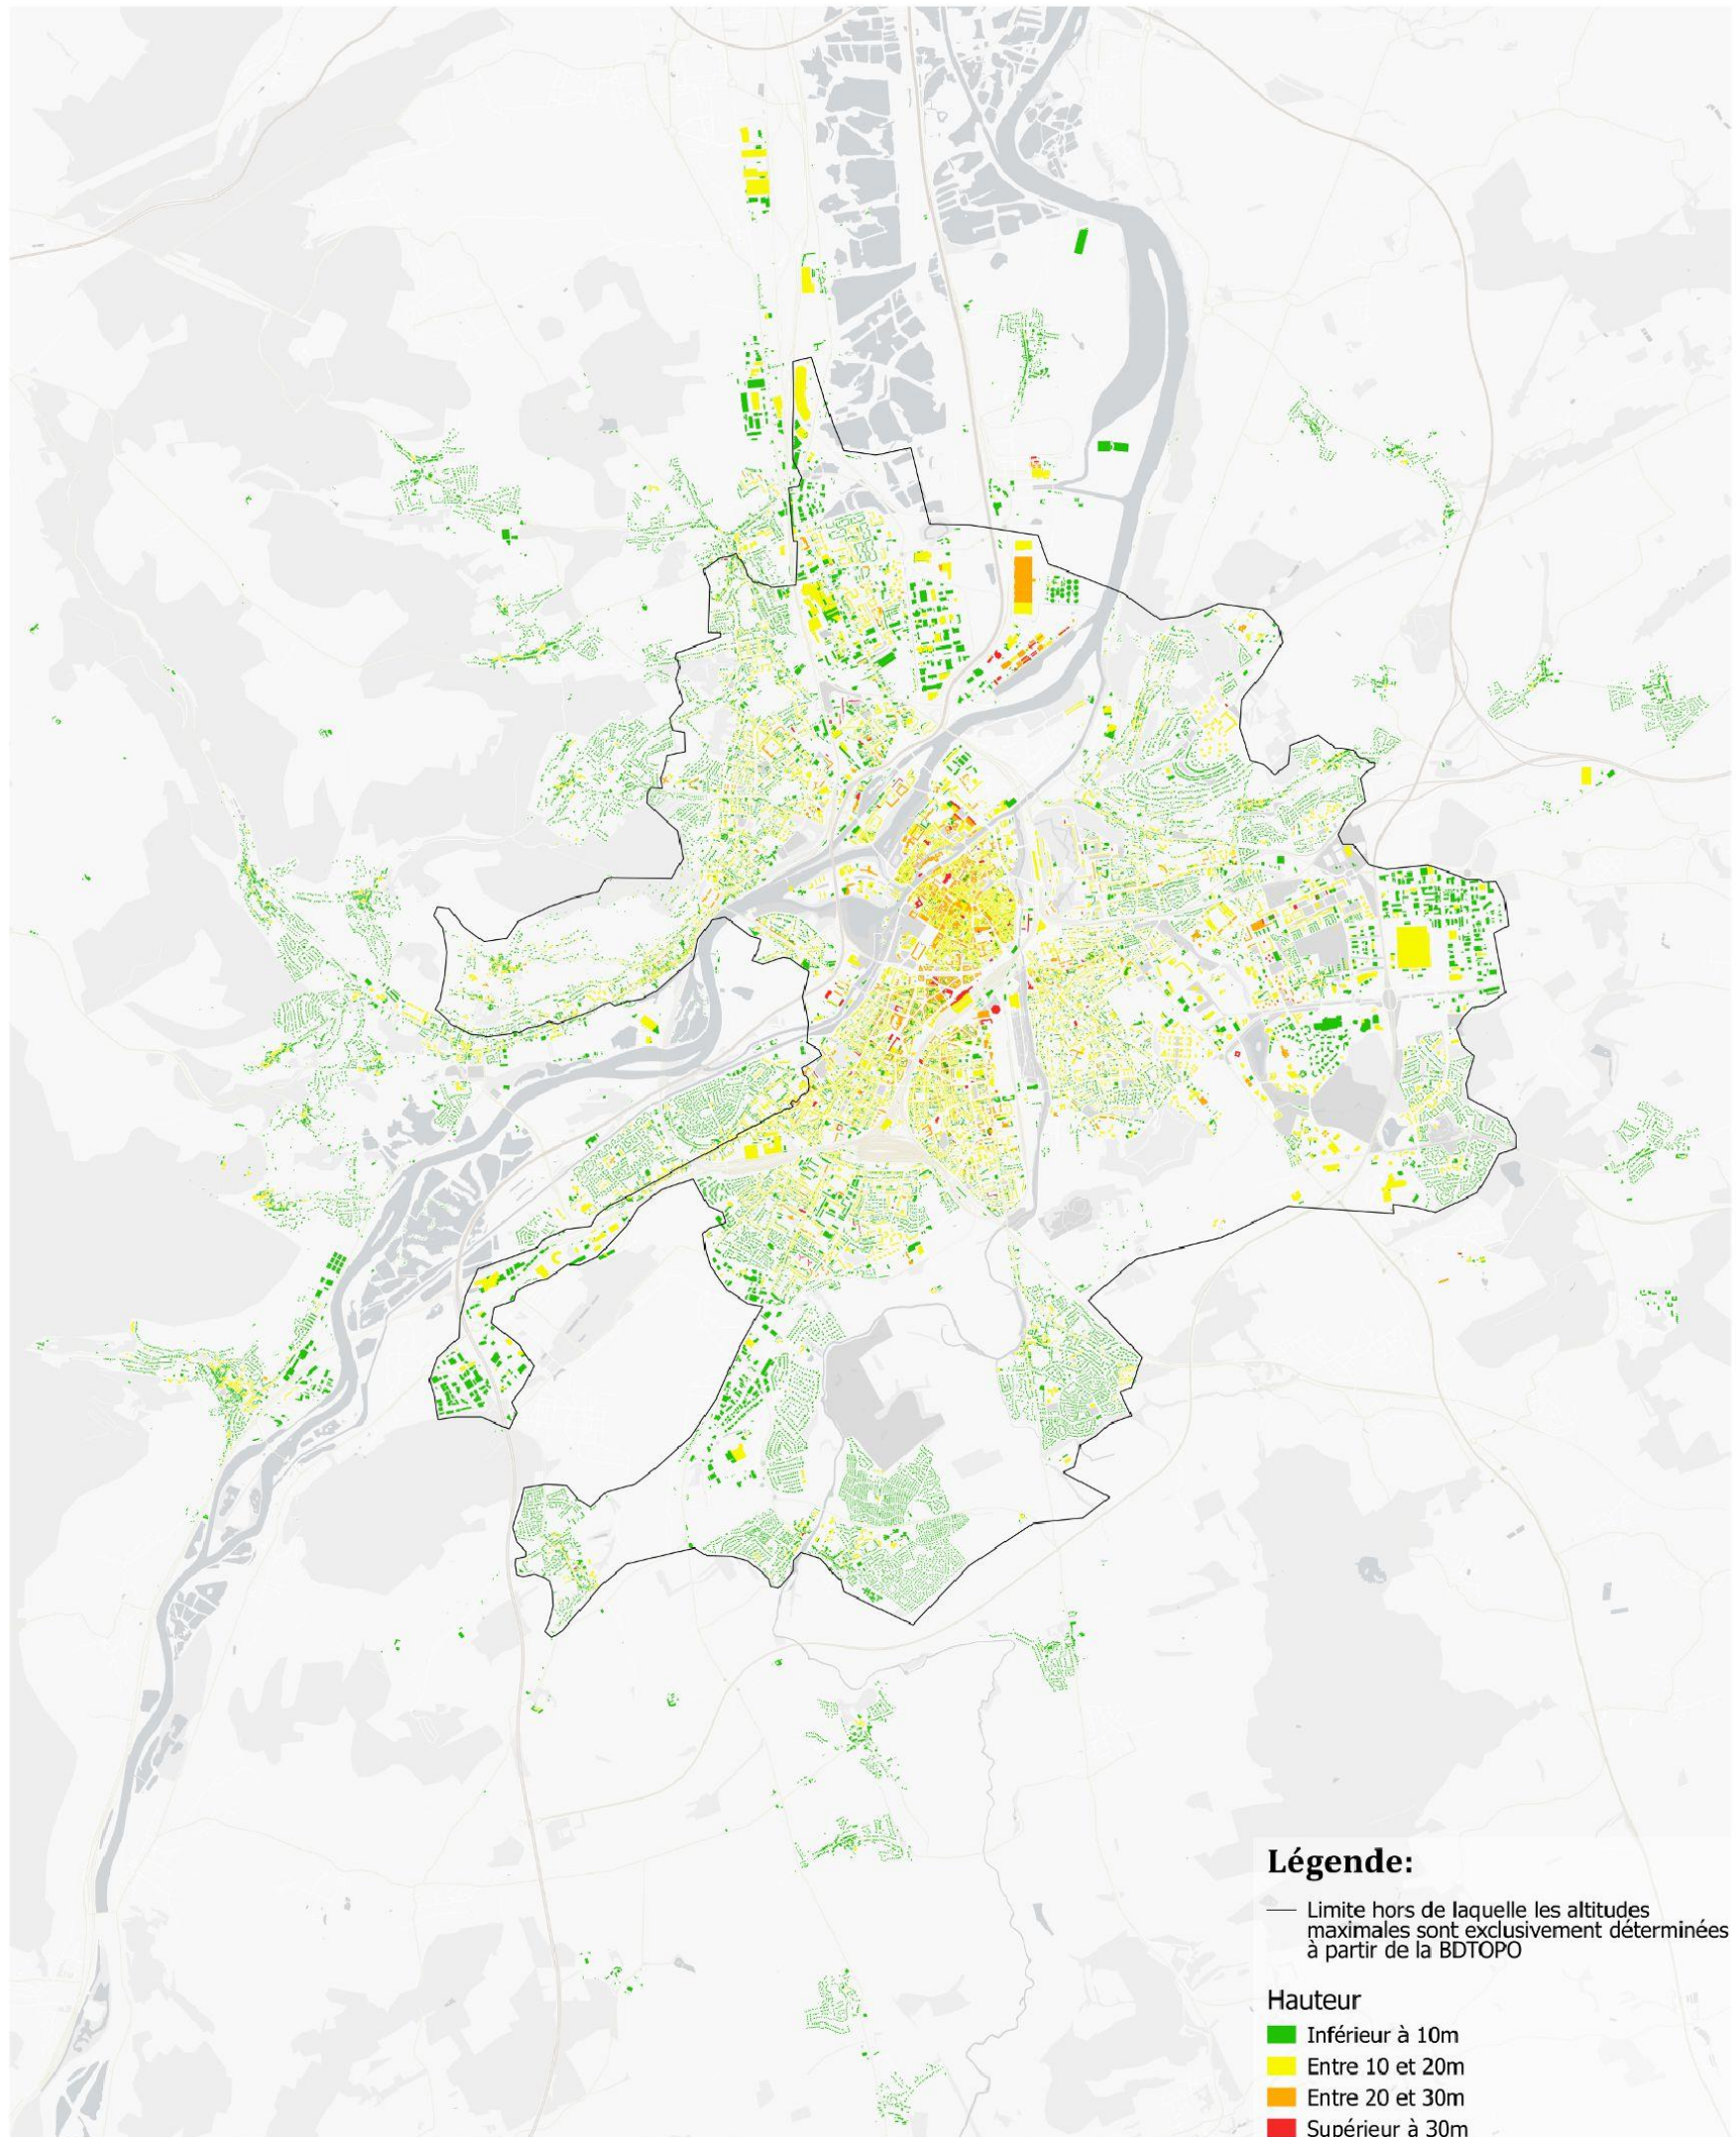 Légende:
Limite hors de laquelle les altitudes
maximales sont exclusivement déterminées
à partir de la BDTOPO
Hauteur
Inférieur à 10m
Entre 10 et 20m
Entre 20 et 30m
Supérieur à 30m